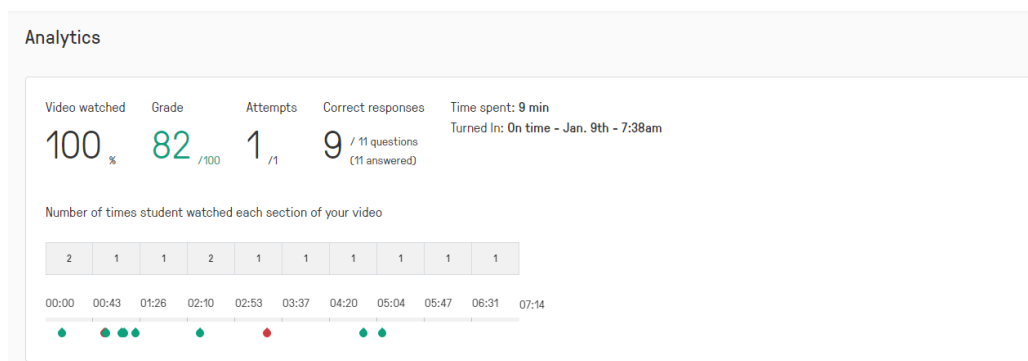 Analytics
Video watched Grade Attempts Correct responses Time spent: 9 min
100 % 82 /100 1 /1 9 / 11 questions Turned In: On time - Jan. 9th - 7:38am
(11 answered)
Number of times student watched each section of your video
2 1 1 2 1 1 1 1 1 1
00:00 00:43 01:26 02:10 02:53 03:37 04:20 05:04 05:47 06:31 07:14